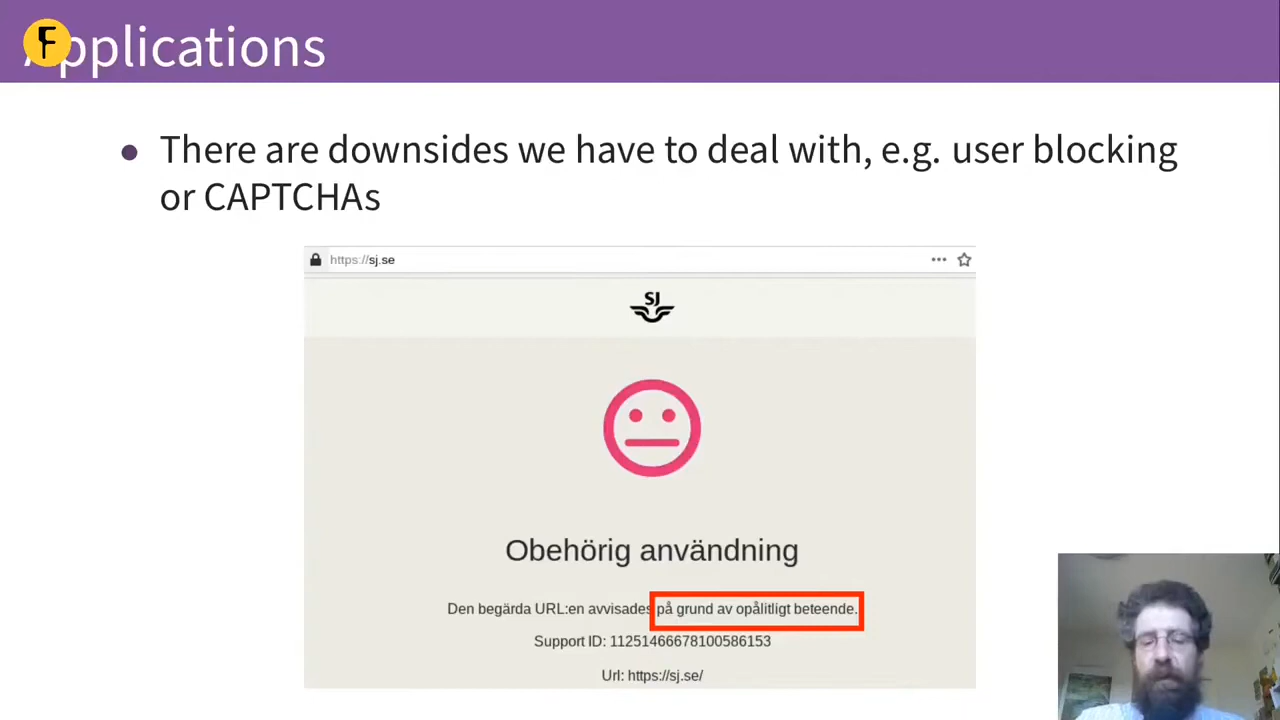 Applications
There are downsides we have to deal with, e.g. user blocking
or CAPTCHAs
https://sj.se
SJ
Obehörig användning
Den begärda URL:en avvisades på grund av opålitligt beteende.
Support ID: 11251466678100586153
Url: https://sj.se/